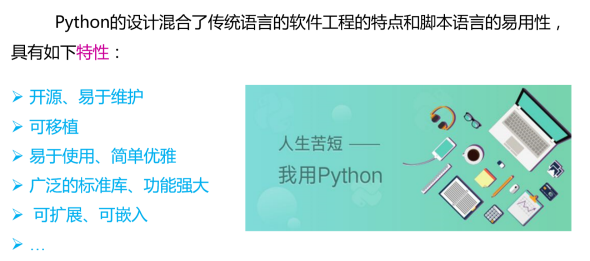 Python的设计混合了传统语言的软件工程的特点和脚本语言的易用性，
具有如下特性：
➢ 开源、易于维护
➢ 可移植
➢ 易于使用、简单优雅
➢ 广泛的标准库、功能强大
➢ 可扩展、可嵌入
➢ …
人生苦短 ——
我用Python